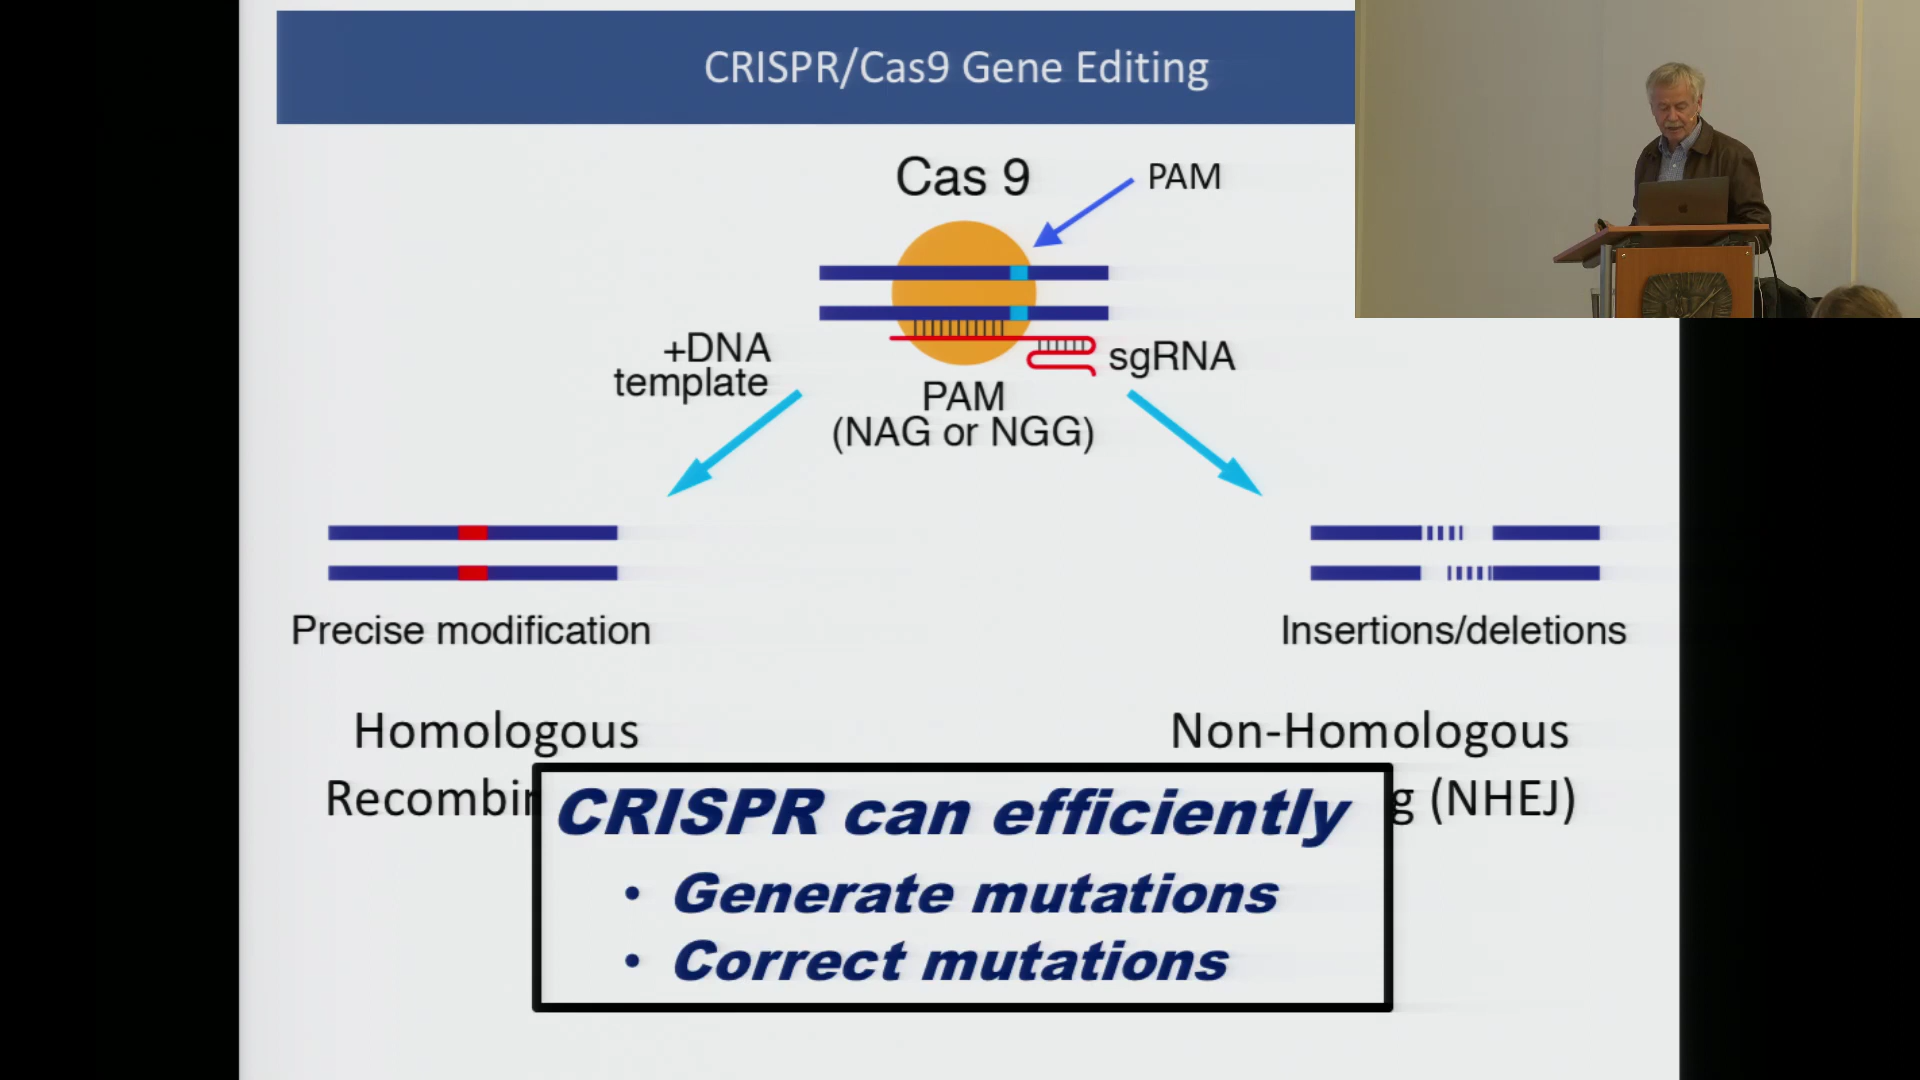 CRISPR/Cas9 Gene Editing
Cas 9
PAM
+DNA
template
sgRNA
PAM
(NAG or NGG)
Precise modification
Insertions/deletions
Homologous
Recombin
Non-Homologous
g (NHEJ)
CRISPR can efficiently
• Generate mutations
• Correct mutations